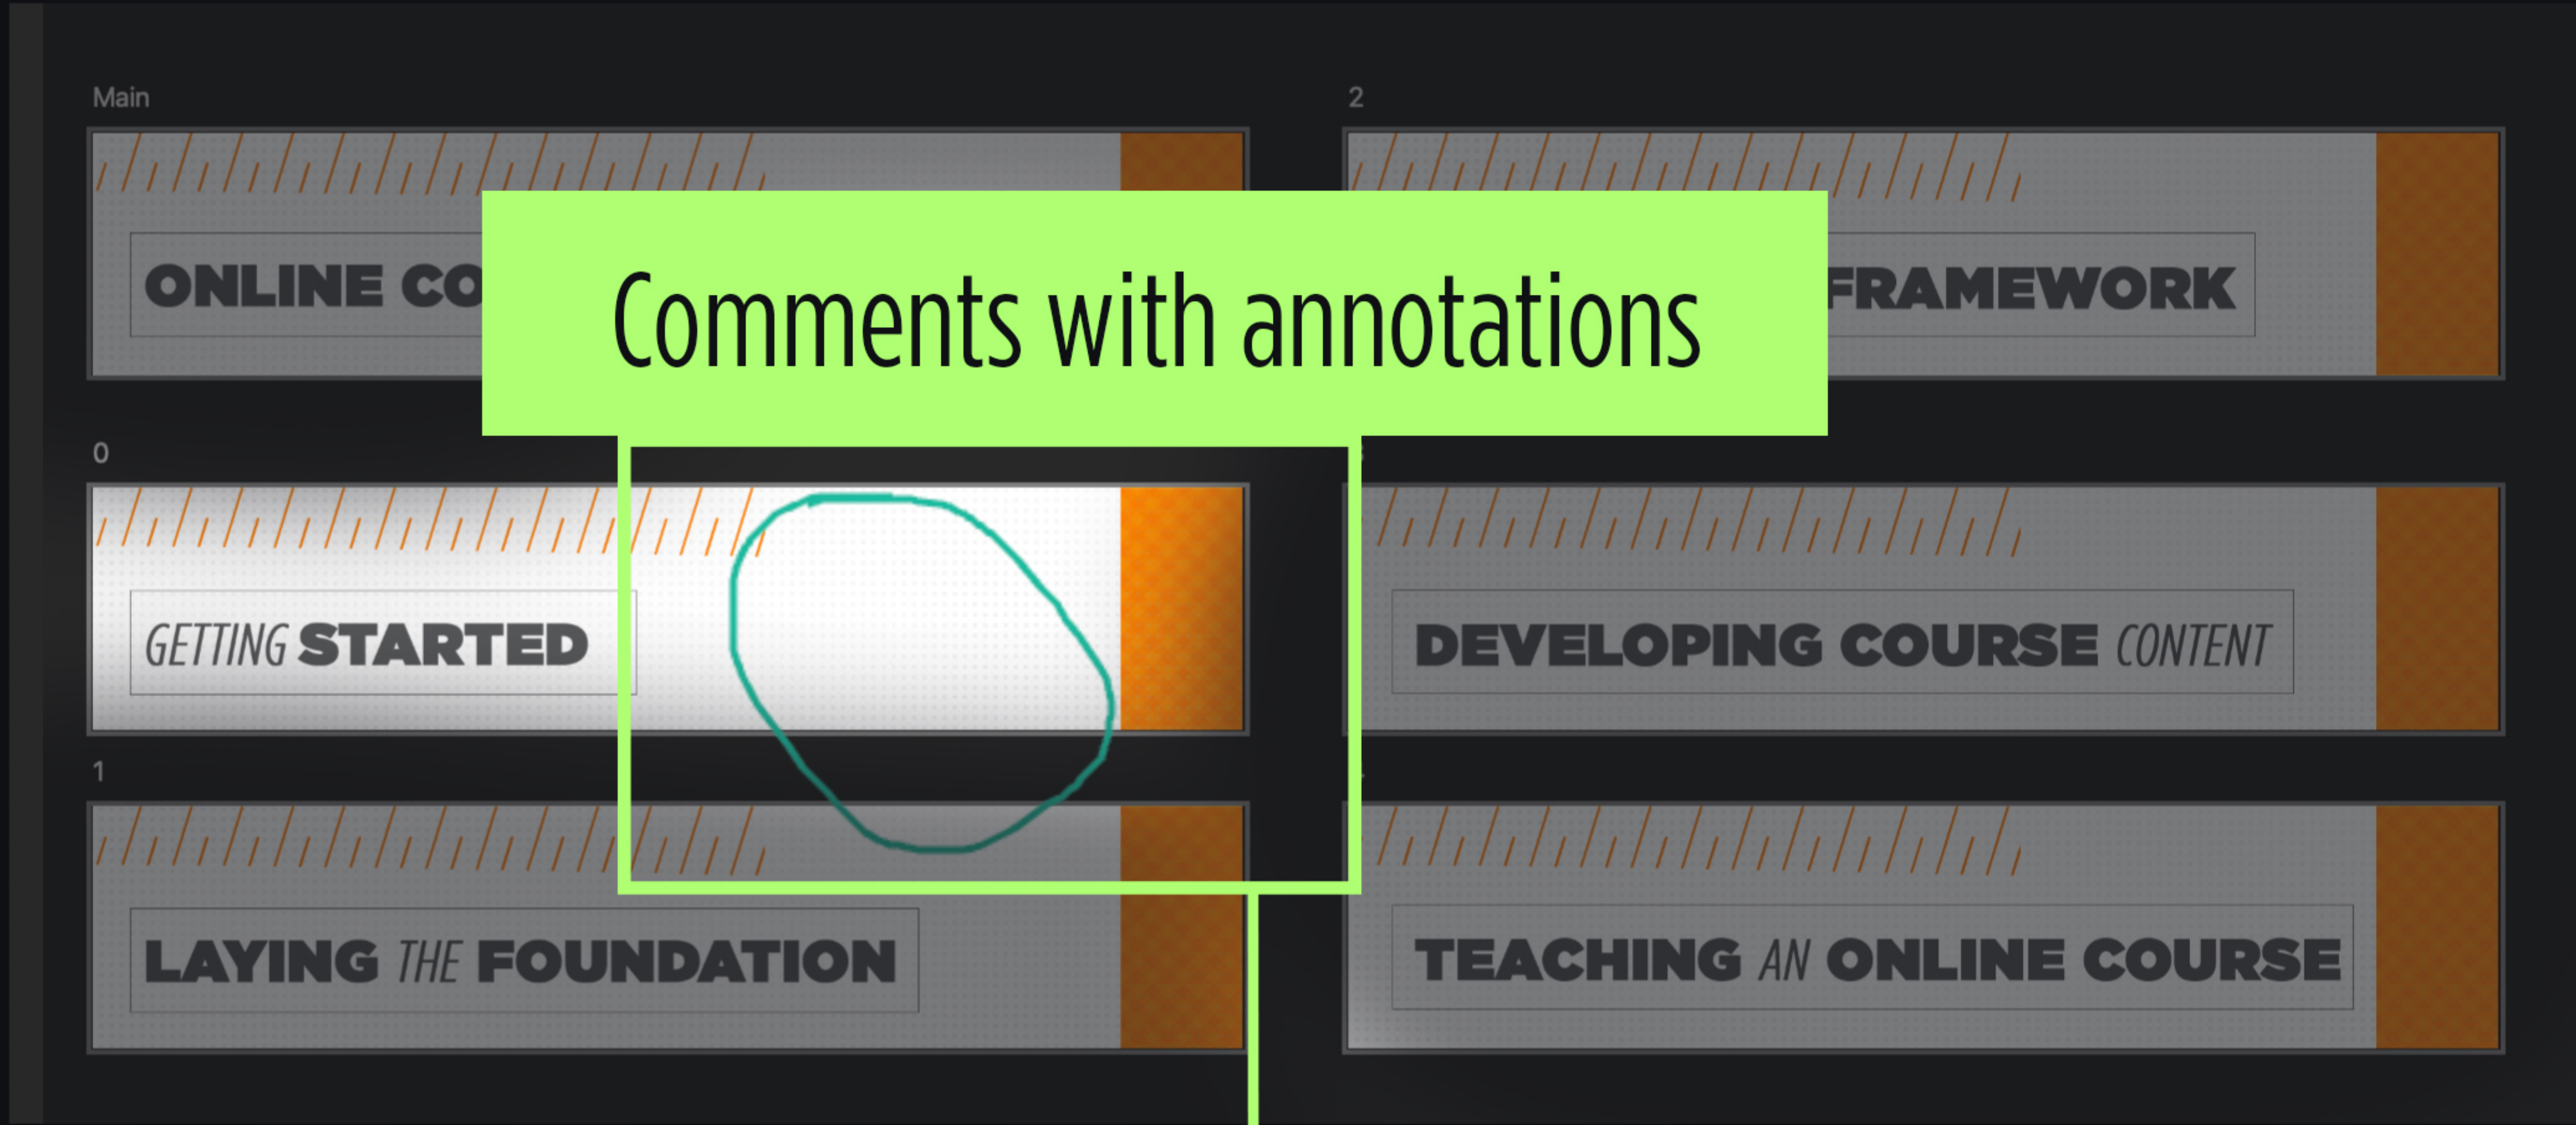 Main
2
ONLINE
FRAMEWORK
Comments with annotations
0
GETTING STARTED
DEVELOPING COURSE CONTENT
1
LAYING THE FOUNDATION
TEACHING AN ONLINE COURSE